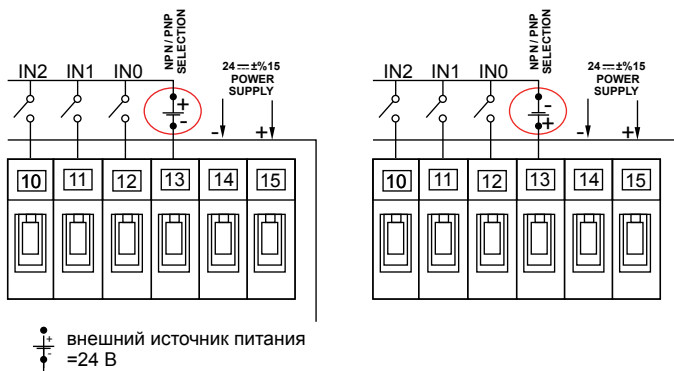 NPN / PNP
SELECTION
IN2 IN1 IN0
24 ⎓ ±%15
POWER
SUPPLY
+
-
- +
10 11 12 13 14 15
NPN / PNP
SELECTION
IN2 IN1 IN0
24 ⎓ ±%15
POWER
SUPPLY
-
+
- +
10 11 12 13 14 15
+
-
внешний источник питания
=24 В